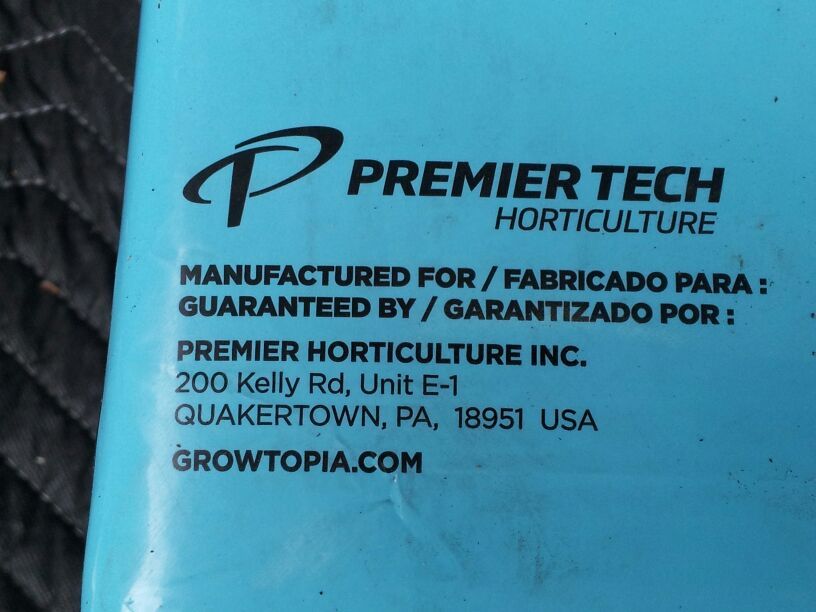 PREMIER TECH
HORTICULTURE
MANUFACTURED FOR / FABRICADO PARA :
GUARANTEED BY / GARANTIZADO POR :
PREMIER HORTICULTURE INC.
200 Kelly Rd, Unit E-1
QUAKERTOWN, PA, 18951 USA
GROWTOPIA.COM